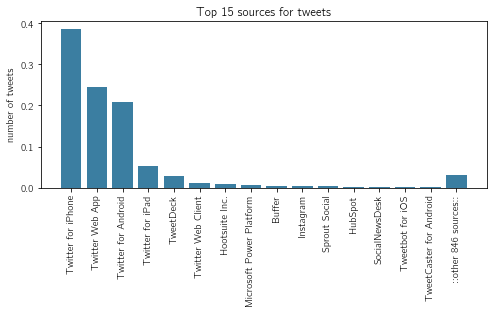 Top 15 sources for tweets
number of tweets
0.4
0.3
0.2
0.1
0.0
Twitter for iPhone
Twitter Web App
Twitter for Android
Twitter for iPad
TweetDeck
Twitter Web Client
Hootsuite Inc.
Microsoft Power Platform
Buffer
Instagram
Sprout Social
HubSpot
SocialNewsDesk
Tweetbot for iOS
TweetCaster for Android
::other 846 sources::